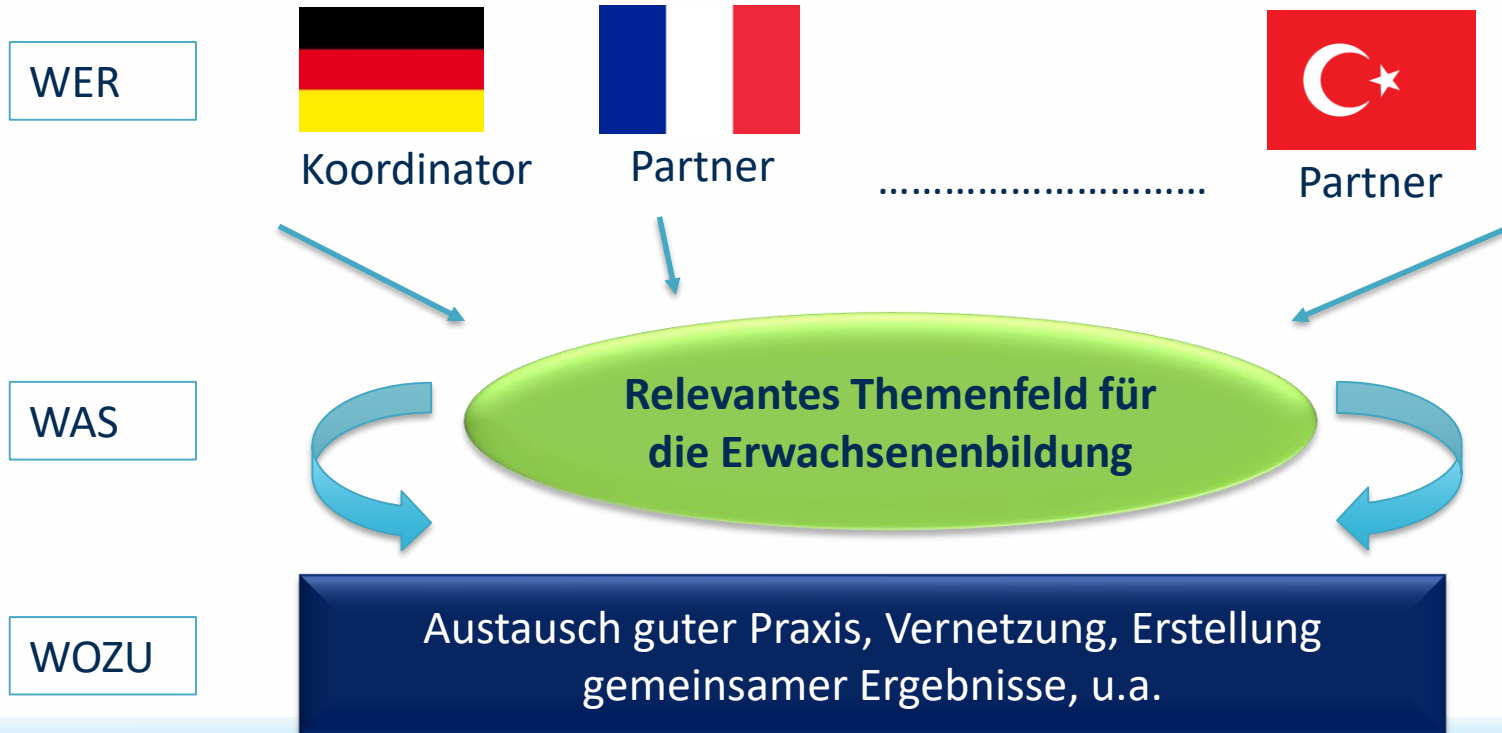 WER
Koordinator
Partner
……………………………
Partner
WAS
Relevantes Themenfeld für
die Erwachsenenbildung
WOZU
Austausch guter Praxis, Vernetzung, Erstellung
gemeinsamer Ergebnisse, u.a.